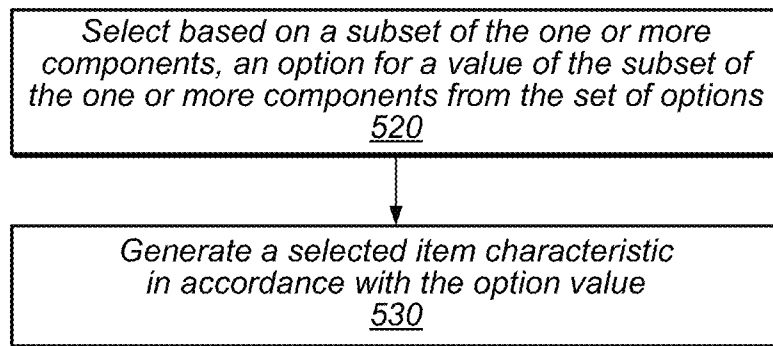 Select based on a subset of the one or more
components, an option for a value of the subset of
the one or more components from the set of options
520
Generate a selected item characteristic
in accordance with the option value
530